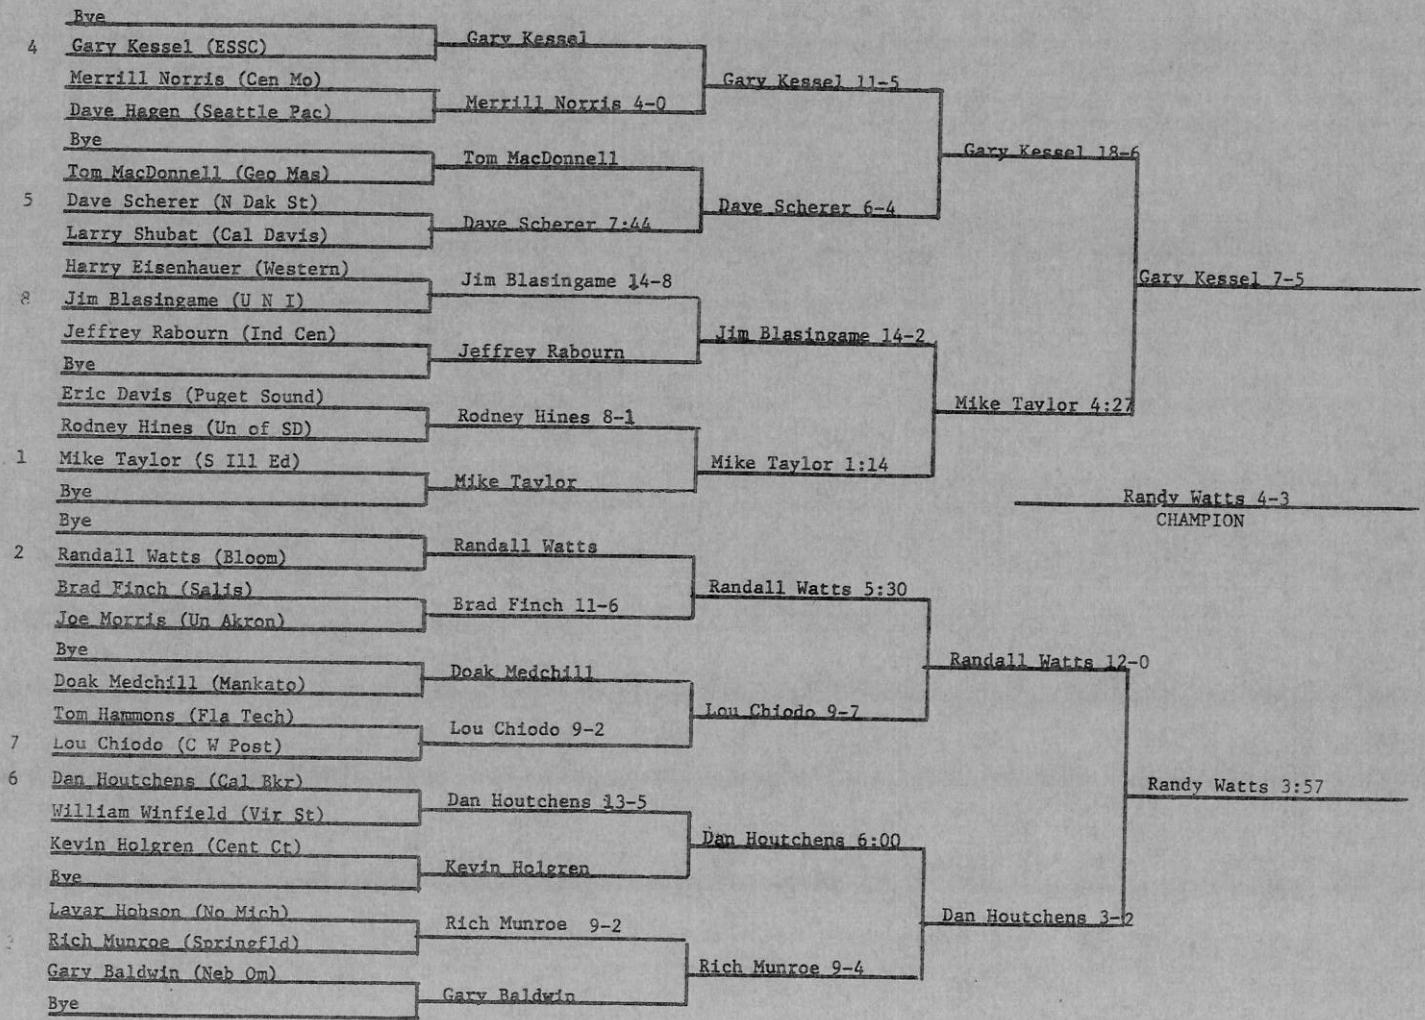 Bye
4 Gary Kessel (ESSC)
Merrill Norris (Cen Mo)
Dave Hagen (Seattle Pac)
Bye
Tom MacDonnell (Geo Mas)
5 Dave Scherer (N Dak St)
Larry Shubat (Cal Davis)
Harry Eisenhauer (Western)
8 Jim Blasingame (U N I)
Jeffrey Rabourn (Ind Cen)
Bye
Eric Davis (Puget Sound)
Rodney Hines (Un of SD)
1 Mike Taylor (S Ill Ed)
Bye
Bye
2 Randall Watts (Bloom)
Brad Finch (Salis)
Joe Morris (Un Akron)
Bye
Doak Medchill (Mankato)
Tom Hammons (Fla Tech)
7 Lou Chiodo (C W Post)
6 Dan Houtchens (Cal Bkr)
William Winfield (Vir St)
Kevin Holgren (Cent Ct)
Bye
Lavar Hobson (No Mich)
Rich Munroe (Springfld)
Gary Baldwin (Neb Om)
Bye
Gary Kessel
Merrill Norris 4-0
Tom MacDonnell
Dave Scherer 7:44
Jim Blasingame 14-8
Jeffrey Rabourn
Rodney Hines 8-1
Mike Taylor
Randall Watts
Brad Finch 11-6
Doak Medchill
Lou Chiodo 9-2
Dan Houtchens 13-5
Kevin Holgren
Rich Munroe 9-2
Gary Baldwin
Gary Kessel 11-5
Dave Scherer 6-4
Jim Blasingame 14-2
Mike Taylor 1:14
Randall Watts 5:30
Lou Chiodo 9-7
Dan Houtchens 6:00
Rich Munroe 9-4
Gary Kessel 18-6
Mike Taylor 4:27
Randall Watts 12-0
Dan Houtchens 3-2
Gary Kessel 7-5
Randy Watts 3:57
Randy Watts 4-3
CHAMPION